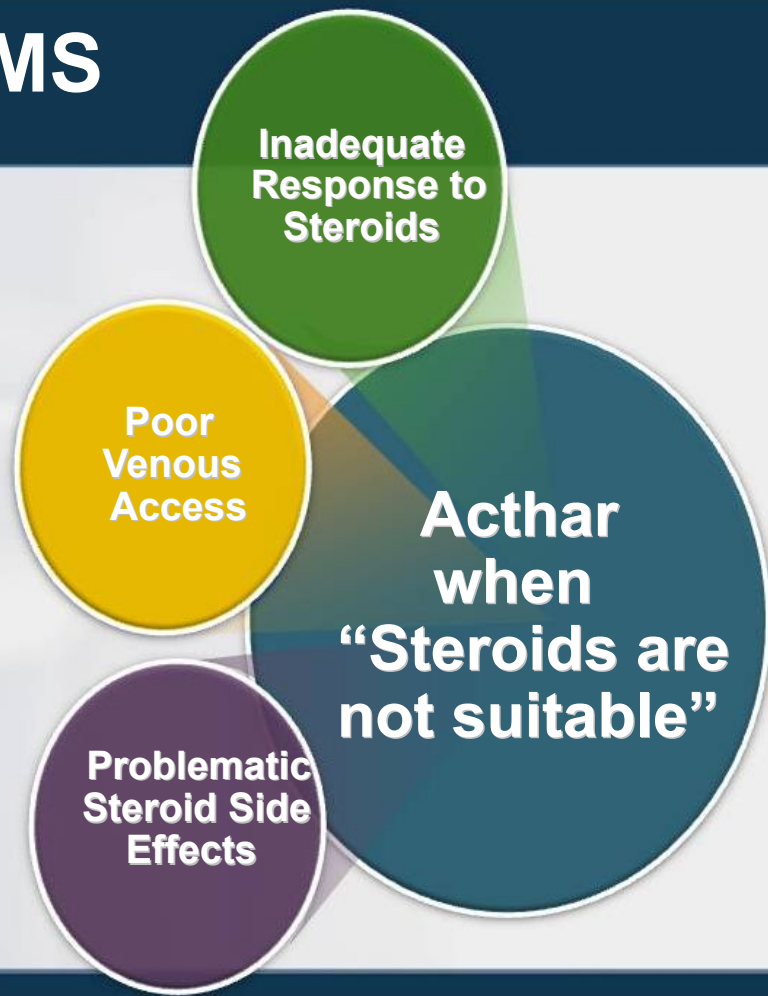 MS
Inadequate
Response to
Steroids
Poor
Venous
Access
Problematic
Steroid Side
Effects
Acthar
when
“Steroids are
not suitable”